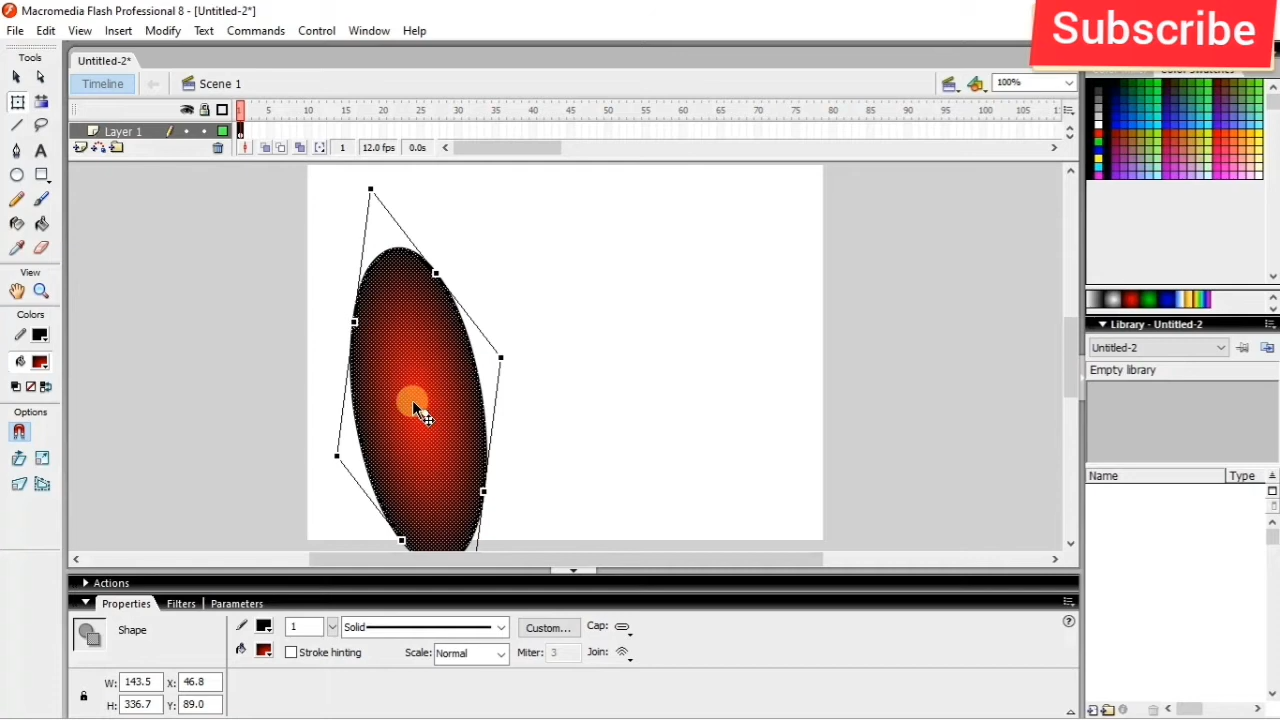 Macromedia Flash Professional 8 - [Untitled-2*]
File Edit View Insert Modify Text Commands Control Window Help
Subscribe
Tools
Untitled-2*
Timeline
Scene 1
100%
5 10 15 20 25 30 35 40 45 50 55 60 65 70 75 80 85 90 95 100 105
Layer 1
1 12.0 fps 0.0s
View
Colors
Options
Library - Untitled-2
Untitled-2
Empty library
Name Type
Actions
Properties Filters Parameters
Shape
1 Solid Custom... Cap:
Stroke hinting Scale: Normal Miter: 3 Join:
W: 143.5 X: 46.8
H: 336.7 Y: 89.0